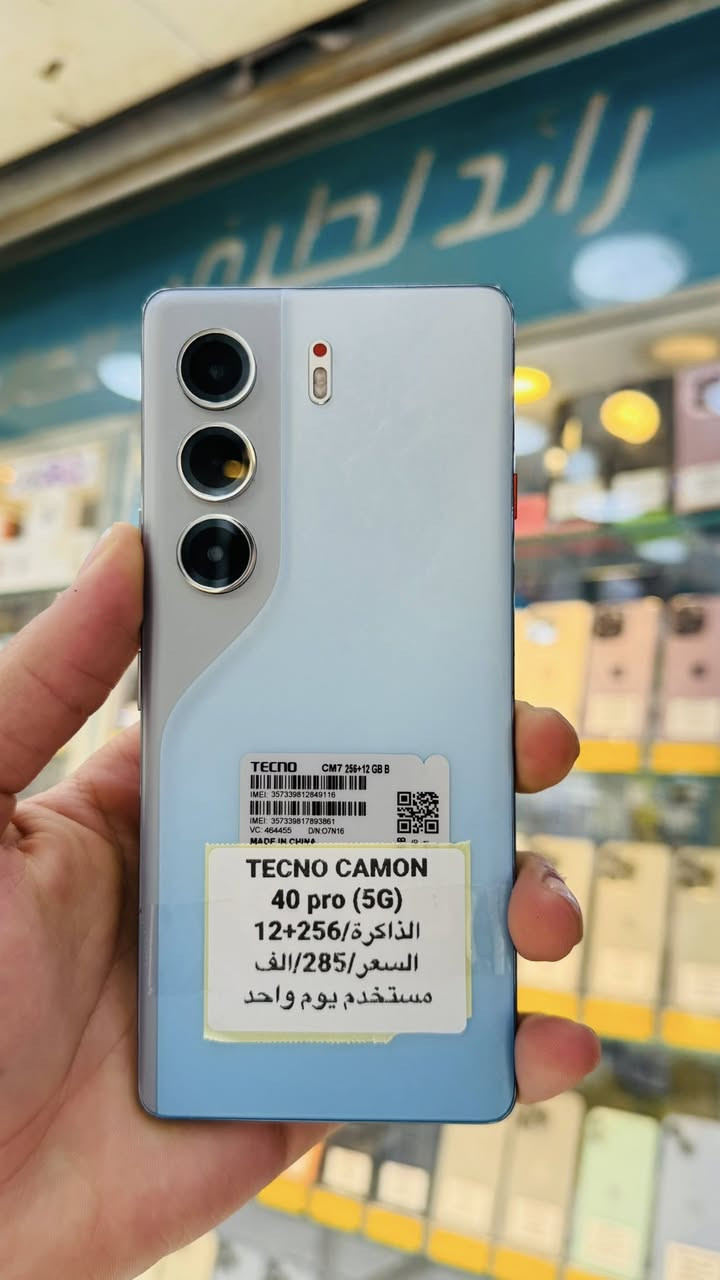 رائد لطيف
TECNO CM7 256+12 GB B
IMEI: 357339812849116
IMEI: 357339817893861
VC: 464455 D/N:O7N16
MADE IN CHINA
TECNO CAMON
40 pro (5G)
الذاكرة/256+12
السعر/285/الف
مستخدم يوم واحد